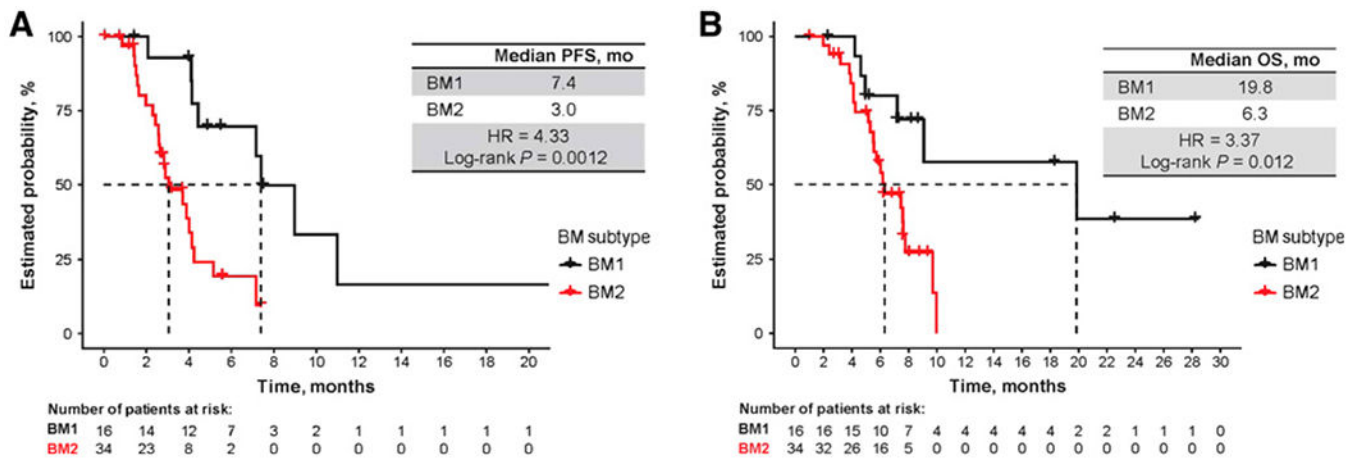 A
Estimated probability, %
100
75
50
25
0
Median PFS, mo
BM1 7.4
BM2 3.0
HR = 4.33
Log-rank P = 0.0012
BM subtype
BM1
BM2
0 2 4 6 8 10 12 14 16 18 20
Time, months
Number of patients at risk:
BM1 16 14 12 7 3 2 1 1 1 1 1
BM2 34 23 8 2 0 0 0 0 0 0 0
B
Estimated probability, %
100
75
50
25
0
Median OS, mo
BM1 19.8
BM2 6.3
HR = 3.37
Log-rank P = 0.012
BM subtype
BM1
BM2
0 2 4 6 8 10 12 14 16 18 20 22 24 26 28 30
Time, months
Number of patients at risk:
BM1 16 16 15 10 7 4 4 4 4 4 2 2 1 1 1 0
BM2 34 32 26 16 5 0 0 0 0 0 0 0 0 0 0 0